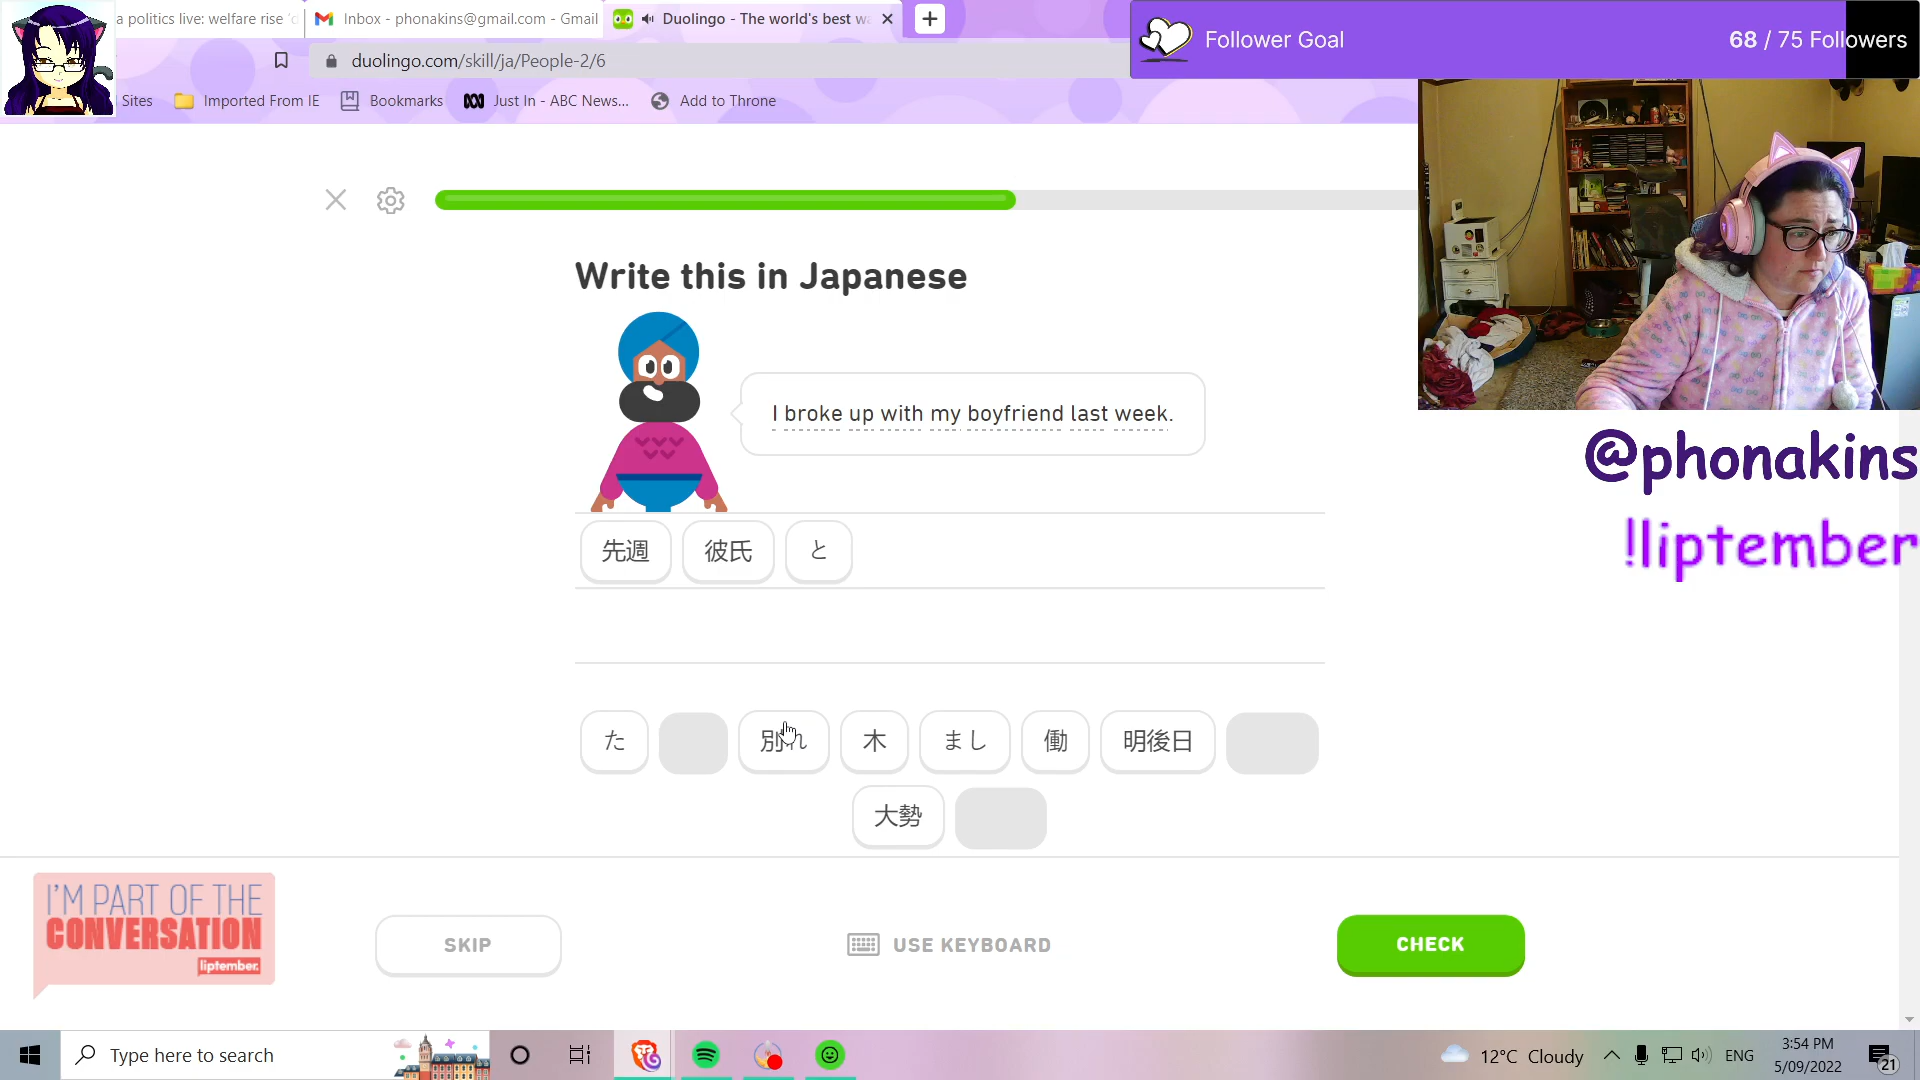 a politics live: welfare rise
Inbox - phonakins@gmail.com - Gmail
Duolingo - The world's best
Follower Goal
68 / 75 Followers
duolingo.com/skill/ja/People-2/6
Sites
Imported From IE
Bookmarks
Just In - ABC News...
Add to Throne
Write this in Japanese
I broke up with my boyfriend last week.
@phonakins
!liptember
先週 彼氏 と
た 別れ 木 まし 働 明後日
大勢
I'M PART OF THE
CONVERSATION
liptember.
SKIP
USE KEYBOARD
CHECK
Type here to search
12°C Cloudy
ENG
3:54 PM
5/09/2022
21